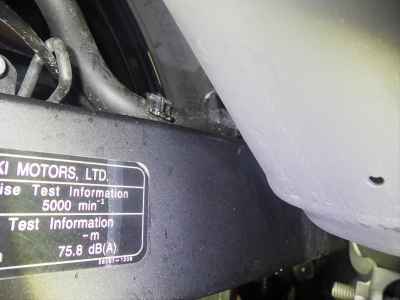 KI MOTORS, LTD.
ise Test Information
5000 min⁻¹
Test Information
– m
75.8 dB(A)